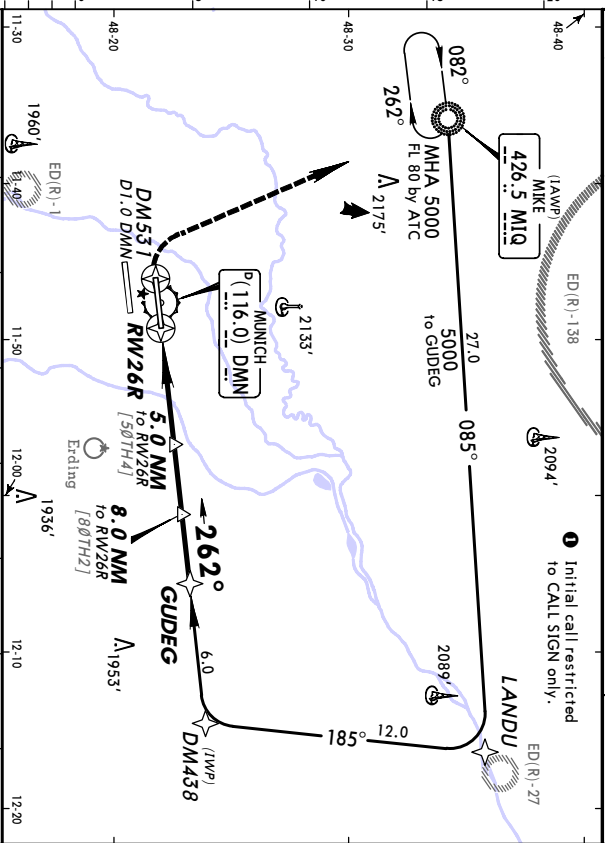 11-30
11-40
11-50
12-00
12-10
12-20
48-40
48-30
48-20
ED(R)-138
❶ Initial call restricted
to CALL SIGN only.
(IAWP)
MIKE
426.5 MIQ
082°
262°
MHA 5000
FL 80 by ATC
2175'
27.0
5000
to GUDEG
085°
2094'
LANDU
ED(R)-27
2089'
185°
12.0
2133'
MUNICH
D(116.0) DMN
DM531
D1.0 DMN
RW26R
5.0 NM
to RW26R
[5ØTH4]
8.0 NM
to RW26R
[8ØTH2]
262°
GUDEG
6.0
(IWP)
DM438
Erding
1936'
1953'
1960'
ED(R)-1